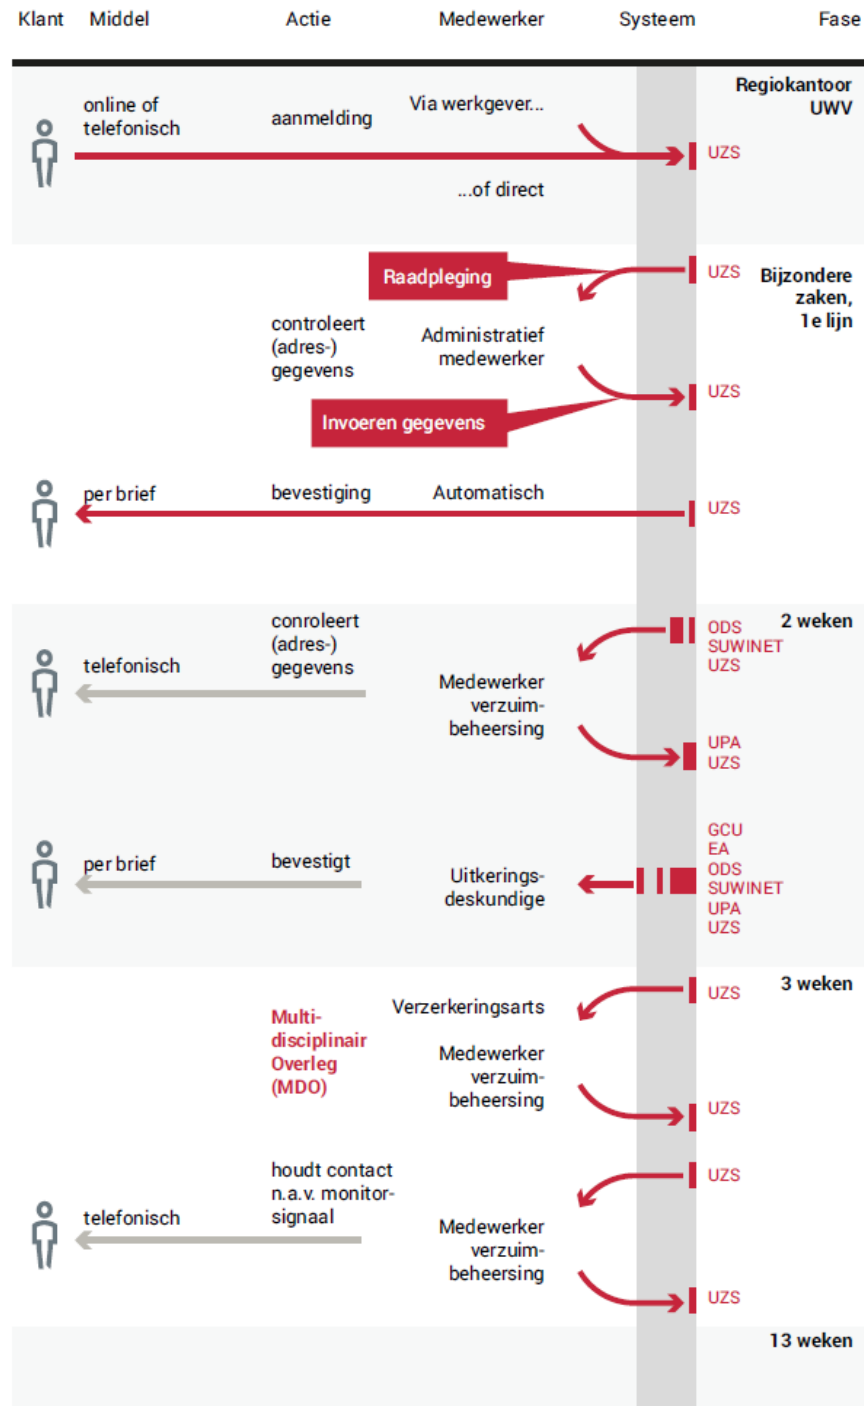 Klant Middel Actie Medewerker Systeem Fase
online of
telefonisch
aanmelding
Via werkgever...
...of direct
UZS
Regiokantoor
UWV
Raadpleging
UZS
Bijzondere
zaken,
1e lijn
controleert
(adres-)
gegevens
Administratief
medewerker
Invoeren gegevens
UZS
per brief
bevestiging
Automatisch
UZS
2 weken
telefonisch
conroleert
(adres-)
gegevens
Medewerker
verzuim-
beheersing
ODS
SUWINET
UZS
UPA
UZS
per brief
bevestigt
Uitkerings-
deskundige
GCU
EA
ODS
SUWINET
UPA
UZS
3 weken
Multi-
disciplinair
Overleg
(MDO)
Verzerkeringsarts
Medewerker
verzuim-
beheersing
UZS
UZS
telefonisch
houdt contact
n.a.v. monitor-
signaal
Medewerker
verzuim-
beheersing
UZS
UZS
13 weken